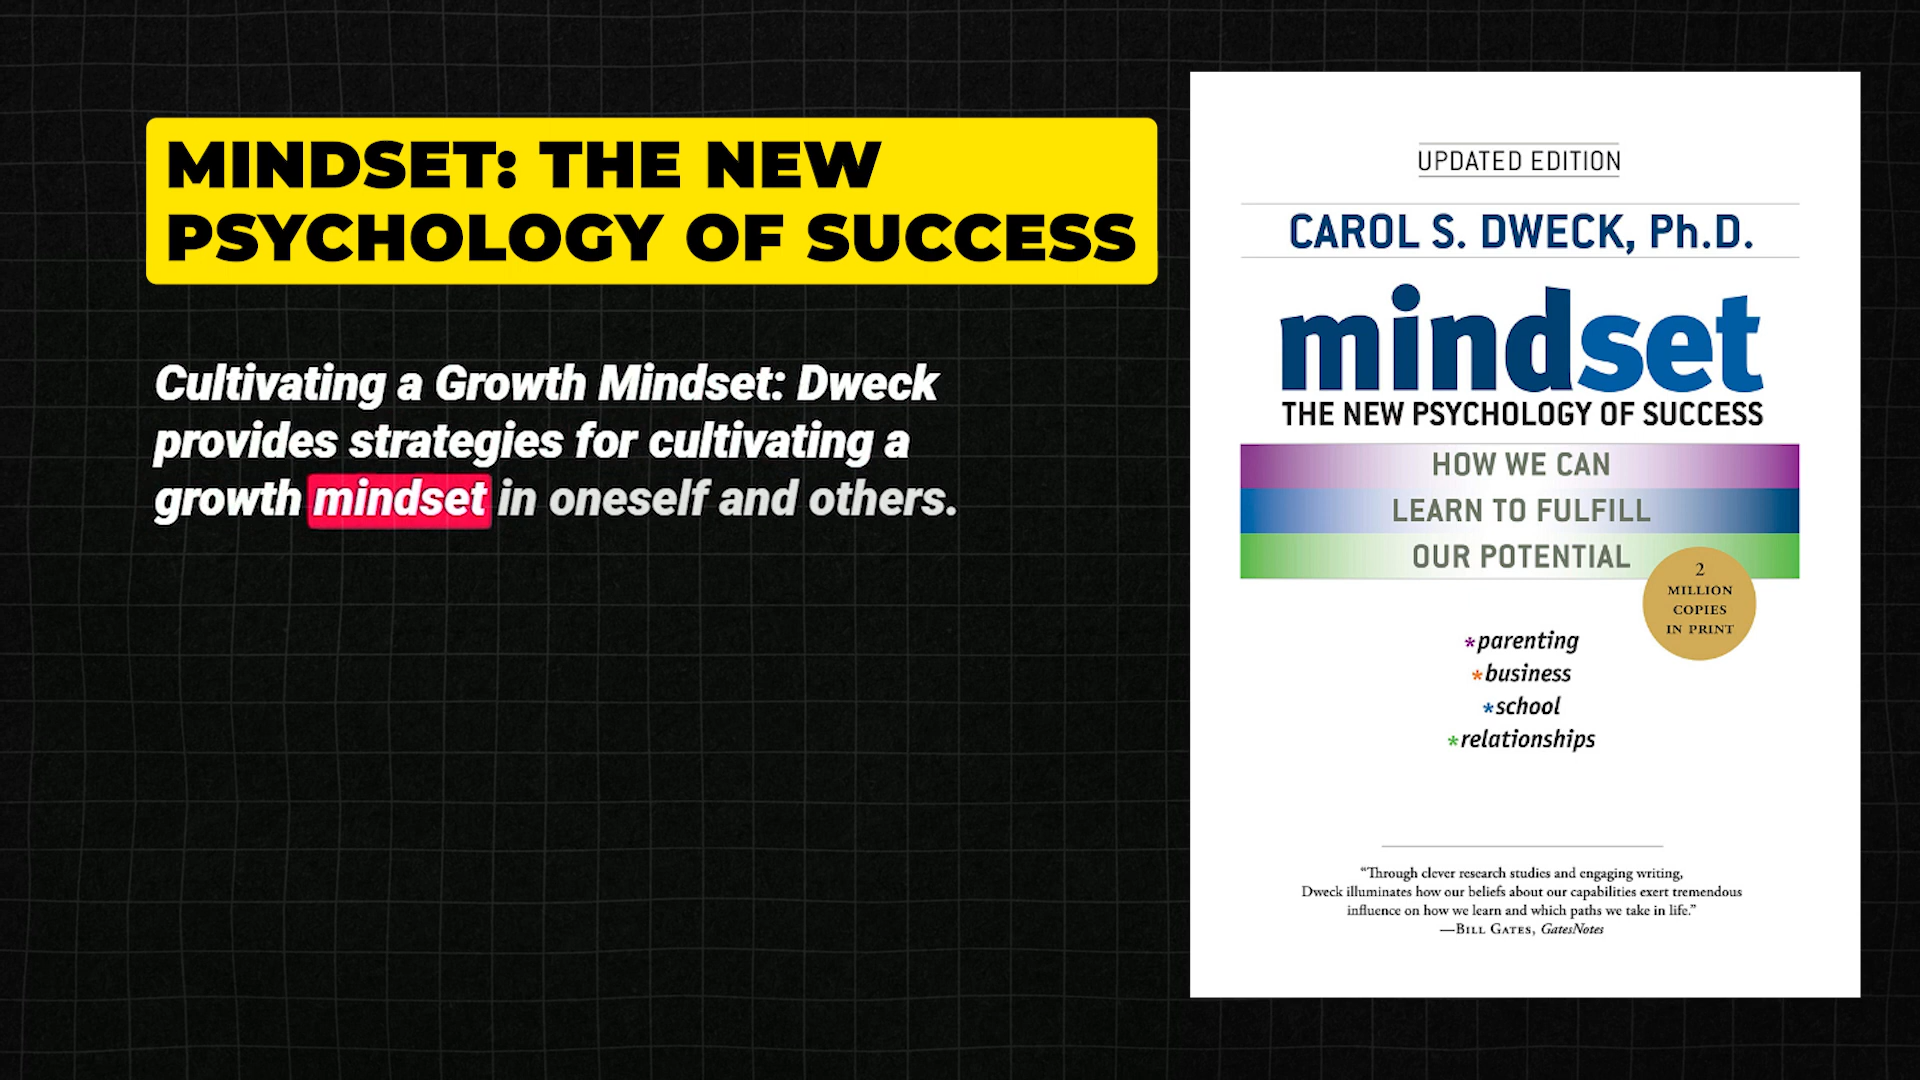 MINDSET: THE NEW
PSYCHOLOGY OF SUCCESS
Cultivating a Growth Mindset: Dweck
provides strategies for cultivating a
growth mindset in oneself and others.
UPDATED EDITION
CAROL S. DWECK, Ph.D.
mindset
THE NEW PSYCHOLOGY OF SUCCESS
HOW WE CAN
LEARN TO FULFILL
OUR POTENTIAL
2
MILLION
COPIES
IN PRINT
*parenting
*business
*school
*relationships
“Through clever research studies and engaging writing,
Dweck illuminates how our beliefs about our capabilities exert tremendous
influence on how we learn and which paths we take in life.”
—BILL GATES, GatesNotes